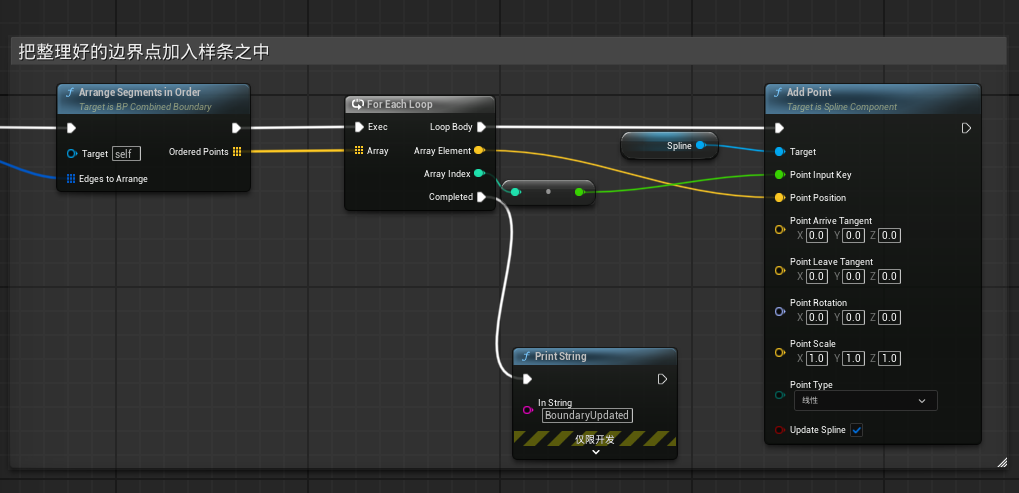 把整理好的边界点加入样条之中
Arrange Segments in Order
Target is BP Combined Boundary
Target self
Ordered Points
Edges to Arrange
For Each Loop
Exec
Loop Body
Array
Array Element
Array Index
Completed
Spline
Add Point
Target is Spline Component
Target
Point Input Key
Point Position
Point Arrive Tangent
X 0.0 Y 0.0 Z 0.0
Point Leave Tangent
X 0.0 Y 0.0 Z 0.0
Point Rotation
X 0.0 Y 0.0 Z 0.0
Point Scale
X 1.0 Y 1.0 Z 1.0
Point Type
线性
Update Spline
Print String
In String
BoundaryUpdated
仅限开发